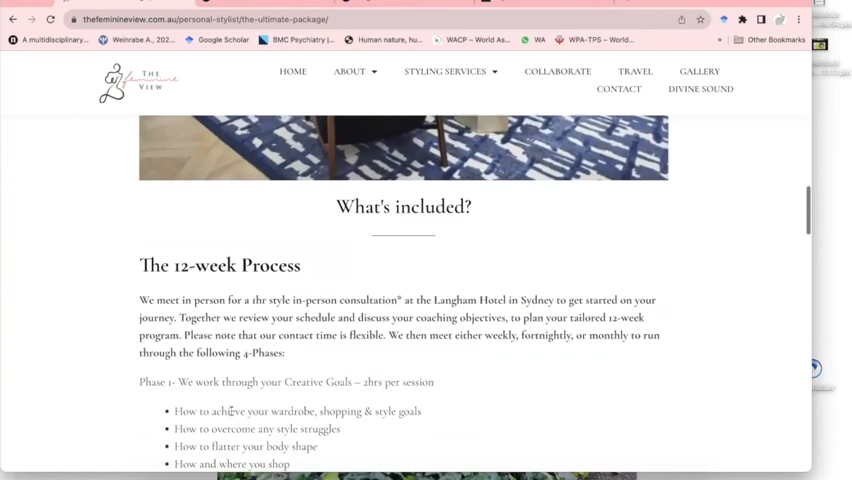 thefeminineview.com.au/personal-stylist/the-ultimate-package/
A multidisciplinary...
Weinrabe A., 202...
Google Scholar
BMC Psychiatry |...
Human nature, hu...
WACP – World As...
WA
WPA-TPS – World...
»
Other Bookmarks
THE
feminine
VIEW
HOME
ABOUT
STYLING SERVICES
COLLABORATE
TRAVEL
GALLERY
CONTACT
DIVINE SOUND
What's included?
The 12-week Process
We meet in person for a 1hr style in-person consultation* at the Langham Hotel in Sydney to get started on your
journey. Together we review your schedule and discuss your coaching objectives, to plan your tailored 12-week
program. Please note that our contact time is flexible. We then meet either weekly, fortnightly, or monthly to run
through the following 4-Phases:
Phase 1- We work through your Creative Goals – 2hrs per session
• How to achieve your wardrobe, shopping & style goals
• How to overcome any style struggles
• How to flatter your body shape
• How and where you shop